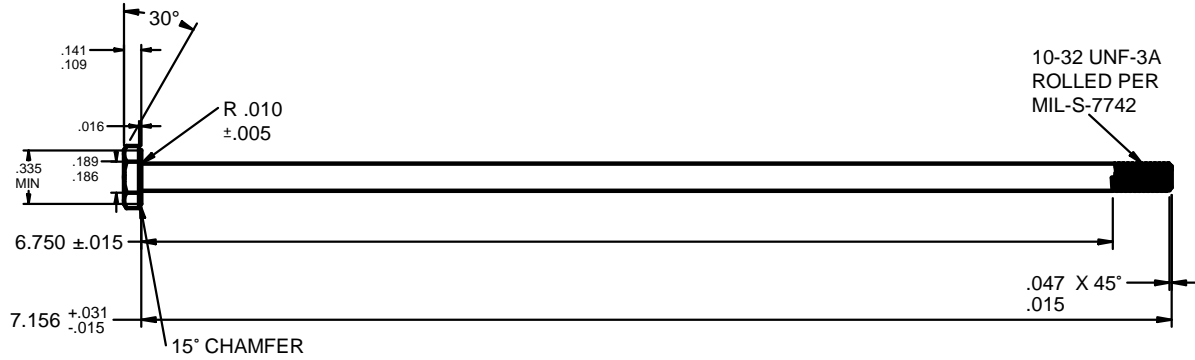 30°
.141
.109
10-32 UNF-3A
ROLLED PER
MIL-S-7742
R .010
±.005
.016
.189
.186
.335
MIN
6.750 ±.015
.047 X 45°
.015
7.156 +.031
-.015
15° CHAMFER